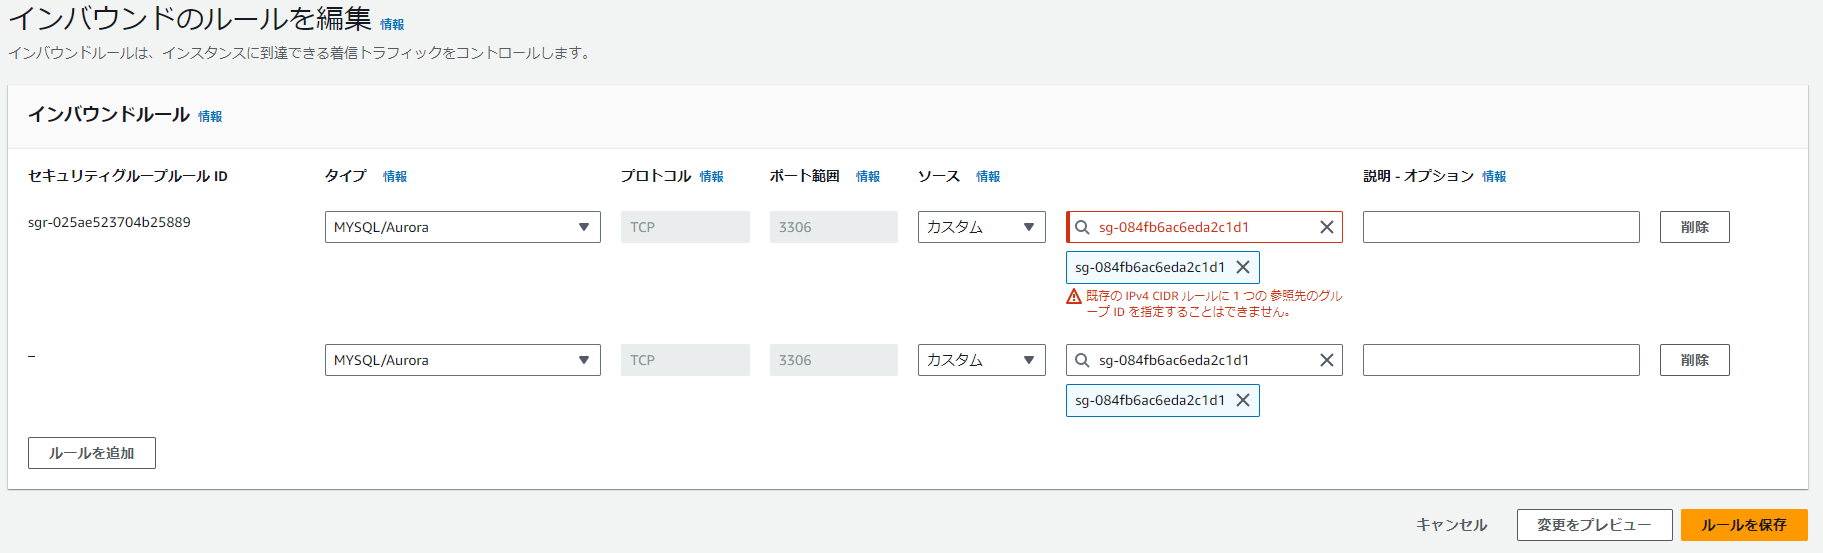 インバウンドのルールを編集 情報
インバウンドルールは、インスタンスに到達できる着信トラフィックをコントロールします。
インバウンドルール 情報
セキュリティグループルール ID タイプ 情報 プロトコル 情報 ポート範囲 情報 ソース 情報 説明 - オプション 情報
sgr-025ae523704b25889 MYSQL/Aurora TCP 3306 カスタム sg-084fb6ac6eda2c1d1 削除
sg-084fb6ac6eda2c1d1
既存の IPv4 CIDR ルールに 1 つの 参照先のグル
ープ ID を指定することはできません。
– MYSQL/Aurora TCP 3306 カスタム sg-084fb6ac6eda2c1d1 削除
sg-084fb6ac6eda2c1d1
ルールを追加
キャンセル 変更をプレビュー ルールを保存